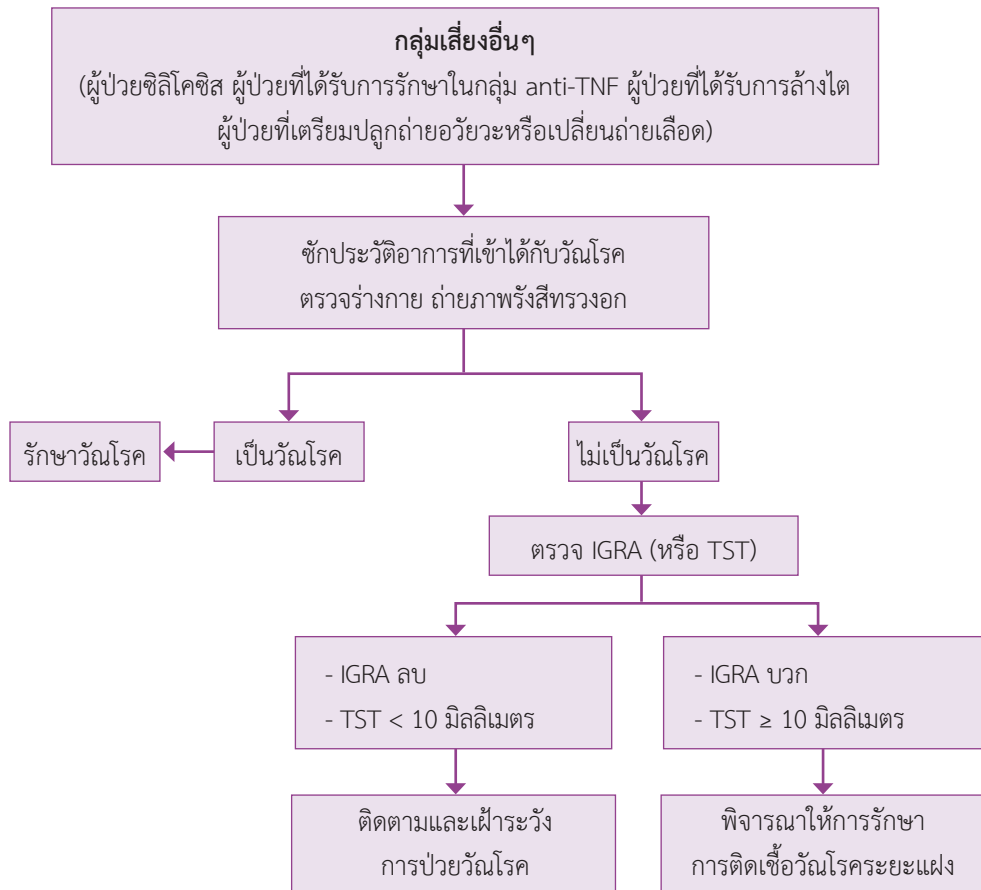 กลุ่มเสี่ยงอื่นๆ
(ผู้ป่วยซิลิโคซิส ผู้ป่วยที่ได้รับการรักษาในกลุ่ม anti-TNF ผู้ป่วยที่ได้รับการล้างไต
ผู้ป่วยที่เตรียมปลูกถ่ายอวัยวะหรือเปลี่ยนถ่ายเลือด)
ซักประวัติอาการที่เข้าได้กับวัณโรค
ตรวจร่างกาย ถ่ายภาพรังสีทรวงอก
รักษาวัณโรค
เป็นวัณโรค
ไม่เป็นวัณโรค
ตรวจ IGRA (หรือ TST)
- IGRA ลบ
- TST < 10 มิลลิเมตร
- IGRA บวก
- TST ≥ 10 มิลลิเมตร
ติดตามและเฝ้าระวัง
การป่วยวัณโรค
พิจารณาให้การรักษา
การติดเชื้อวัณโรคระยะแฝง